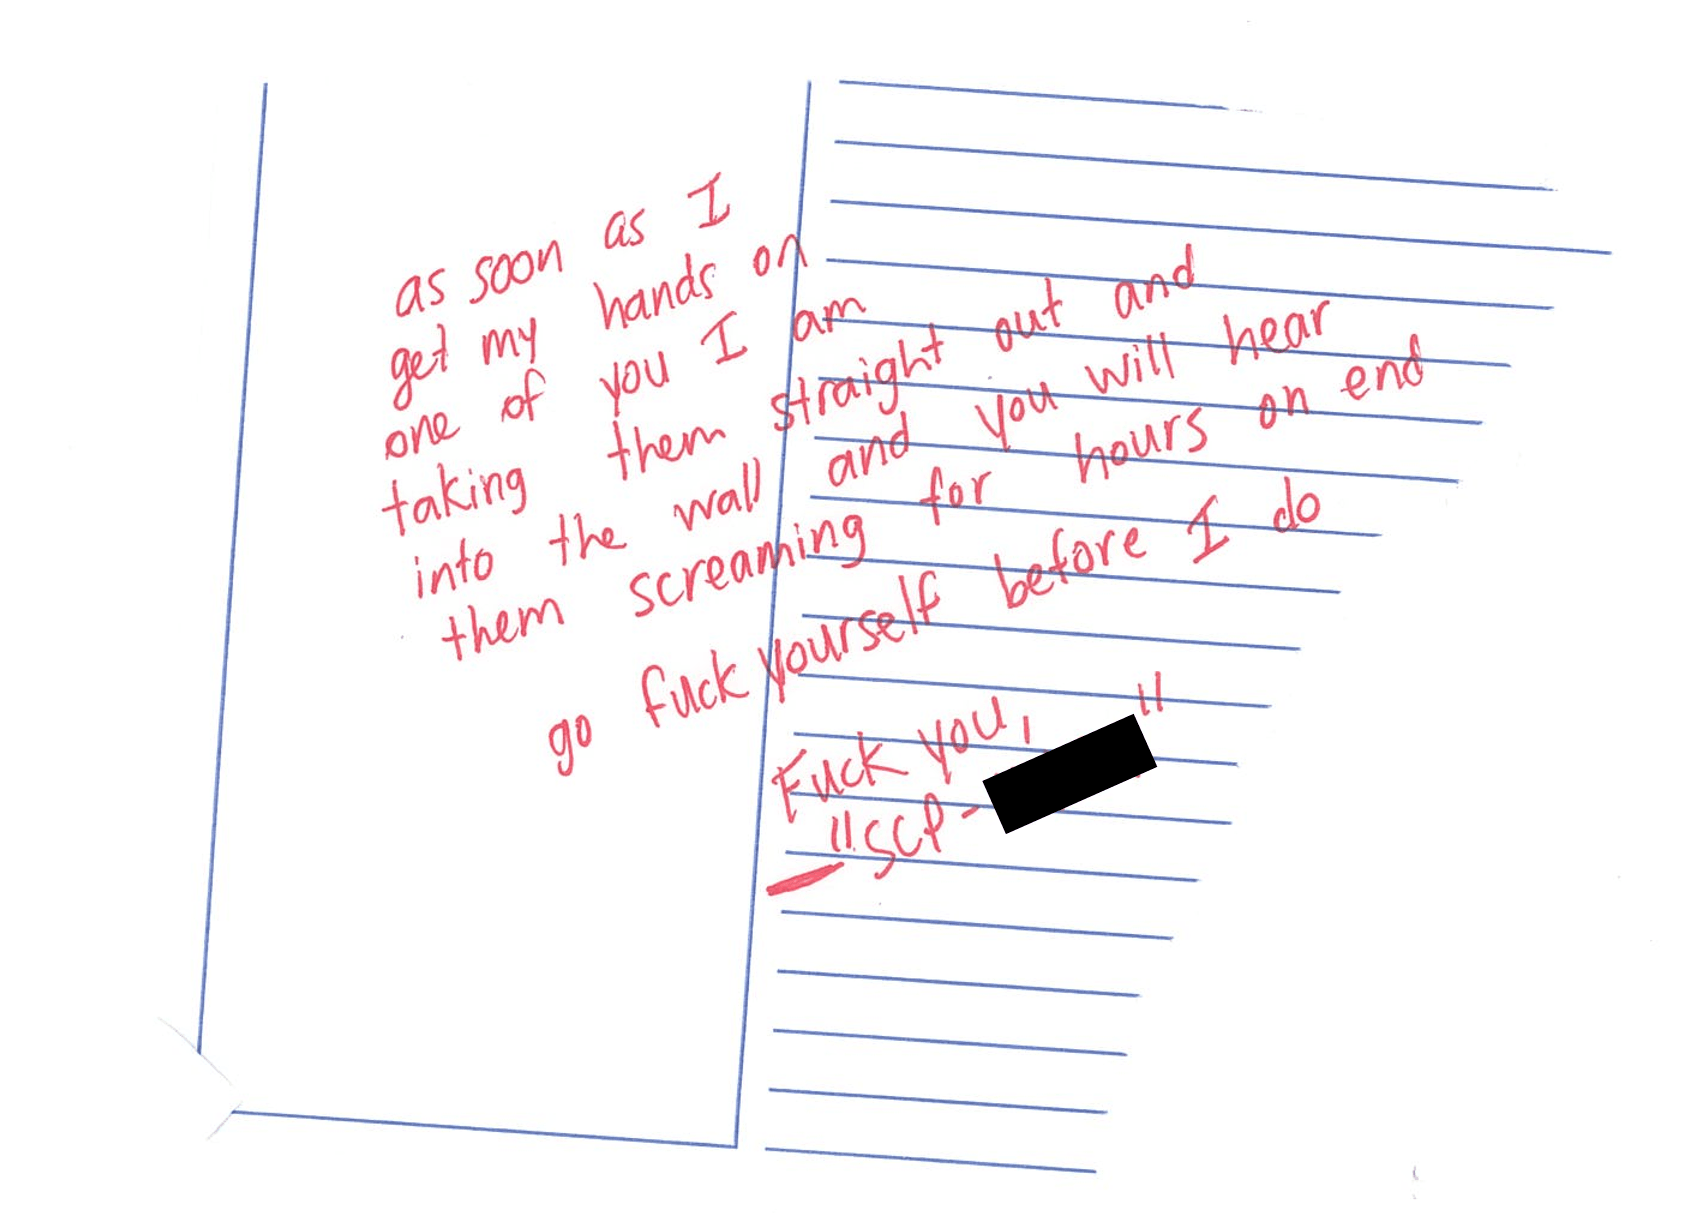 as soon as I
get my hands on
one of you I am
taking them straight out and
into the wall and you will hear
them screaming for hours on end
go fuck yourself before I do
Fuck you,
"SCP-"